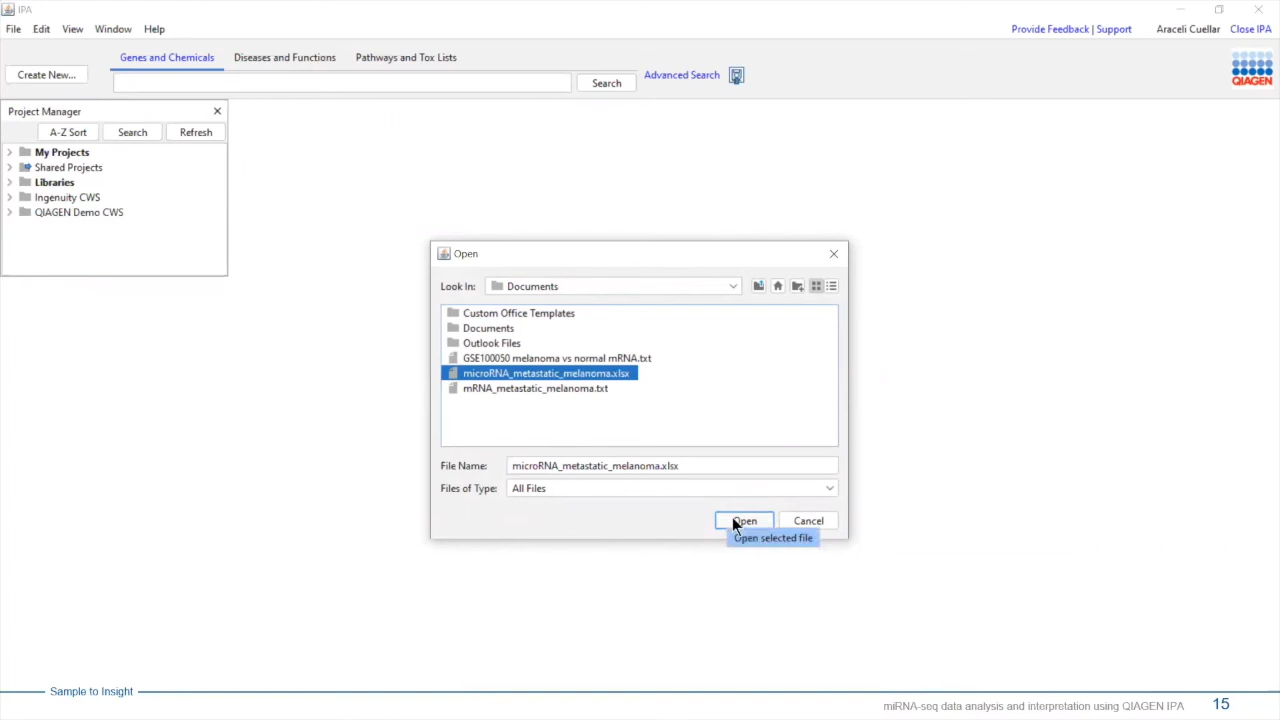 IPA
File Edit View Window Help
Provide Feedback | Support Araceli Cuellar Close IPA
Create New...
Genes and Chemicals Diseases and Functions Pathways and Tox Lists
Search Advanced Search
QIAGEN
Project Manager
A-Z Sort Search Refresh
My Projects
Shared Projects
Libraries
Ingenuity CWS
QIAGEN Demo CWS
Open
Look In: Documents
Custom Office Templates
Documents
Outlook Files
GSE100050 melanoma vs normal mRNA.txt
microRNA_metastatic_melanoma.xlsx
mRNA_metastatic_melanoma.txt
File Name: microRNA_metastatic_melanoma.xlsx
Files of Type: All Files
Open Cancel
Open selected file
Sample to Insight
miRNA-seq data analysis and interpretation using QIAGEN IPA 15